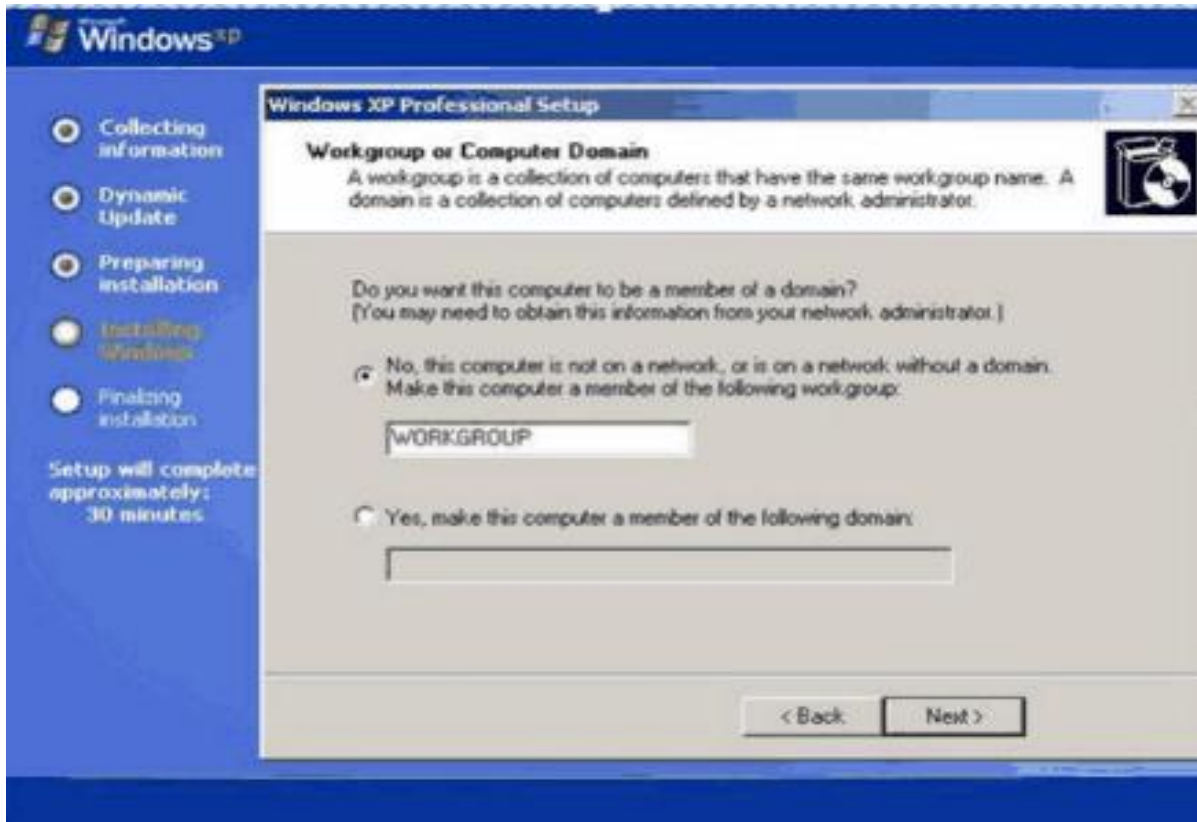 Microsoft
Windows xp
Collecting
information
Dynamic
Update
Preparing
installation
Installing
Windows
Finalizing
installation
Setup will complete
approximately:
30 minutes
Windows XP Professional Setup
Workgroup or Computer Domain
A workgroup is a collection of computers that have the same workgroup name. A
domain is a collection of computers defined by a network administrator.
Do you want this computer to be a member of a domain?
(You may need to obtain this information from your network administrator.)
No, this computer is not on a network, or is on a network without a domain.
Make this computer a member of the following workgroup:
WORKGROUP
Yes, make this computer a member of the following domain:
< Back
Next >